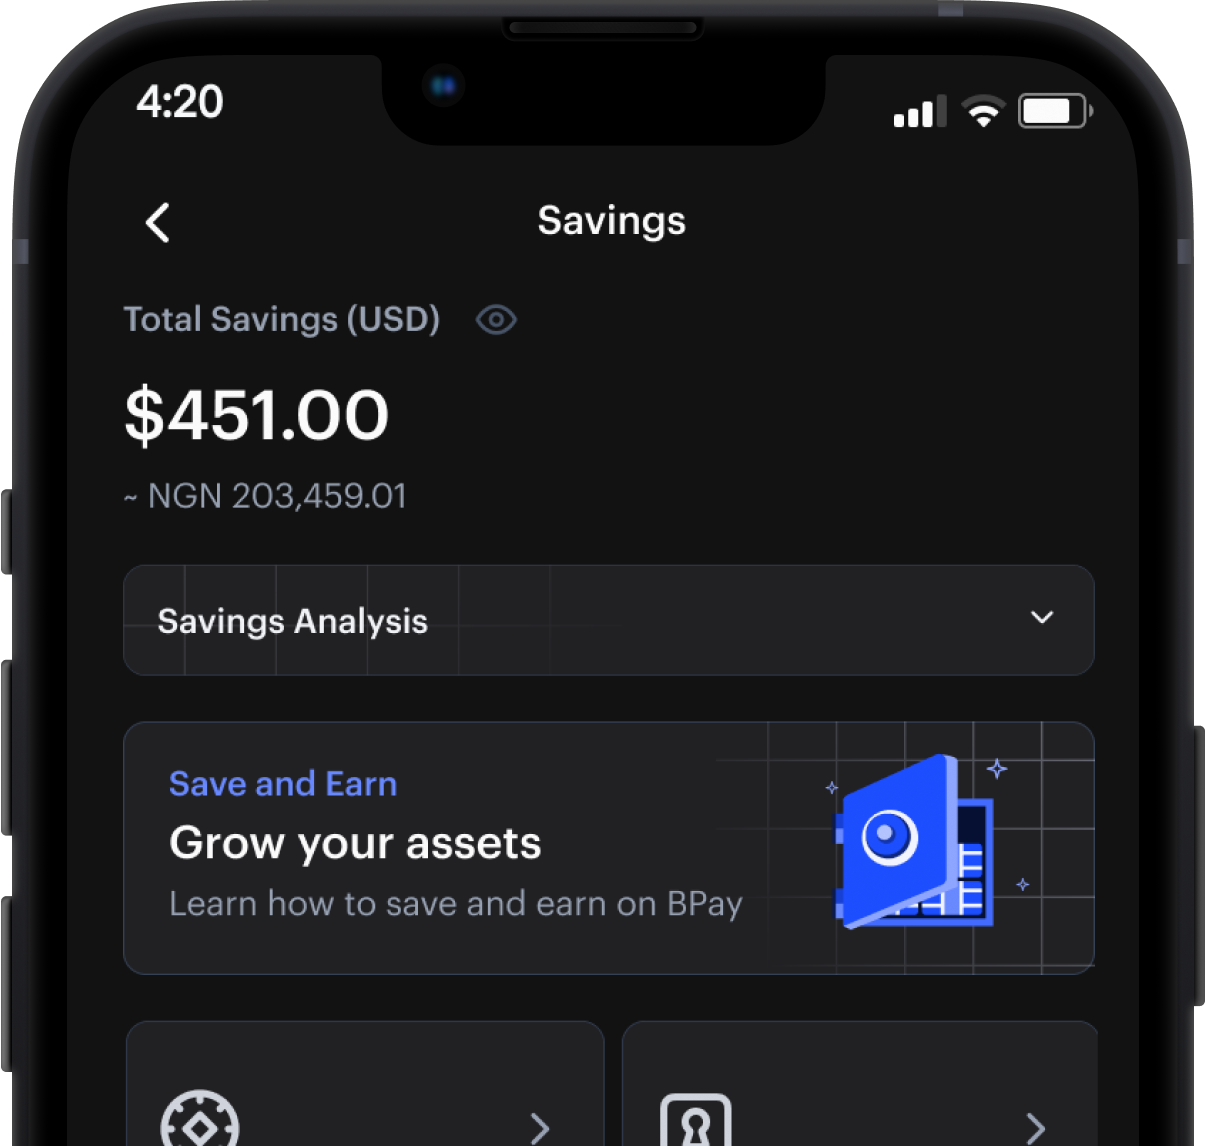 4:20
Savings
Total Savings (USD)
$451.00
~ NGN 203,459.01
Savings Analysis
Save and Earn
Grow your assets
Learn how to save and earn on BPay